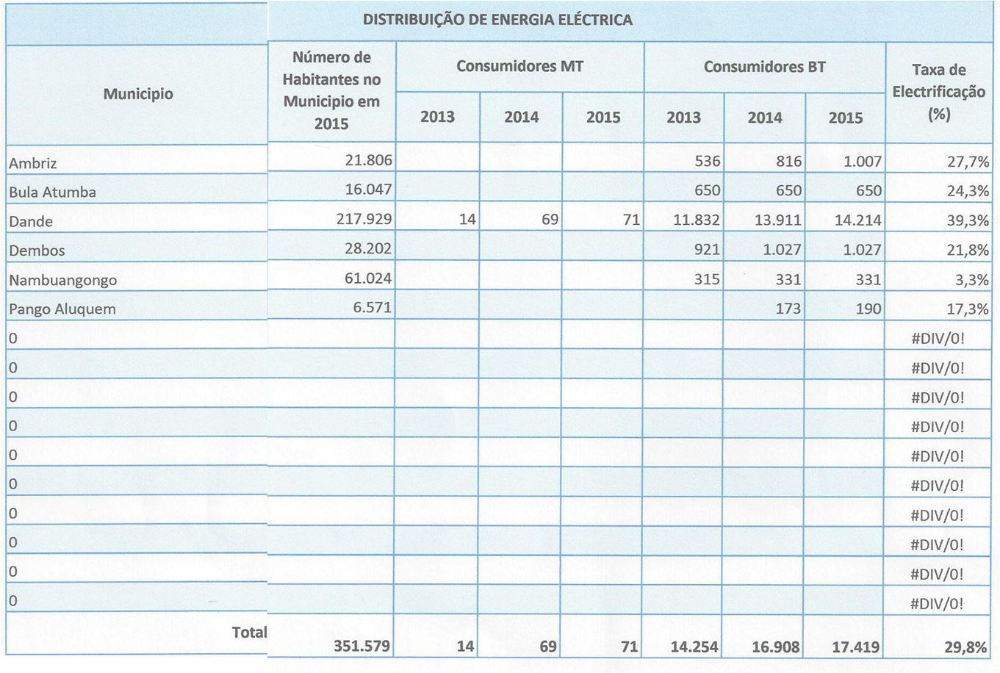 DISTRIBUIÇÃO DE ENERGIA ELÉCTRICA
Municipio
Número de
Habitantes no
Municipio em
2015
Consumidores MT
Consumidores BT
Taxa de
Electrificação
(%)
2013 2014 2015 2013 2014 2015
Ambriz 21.806 536 816 1.007 27,7%
Bula Atumba 16.047 650 650 650 24,3%
Dande 217.929 14 69 71 11.832 13.911 14.214 39,3%
Dembos 28.202 921 1.027 1.027 21,8%
Nambuangongo 61.024 315 331 331 3,3%
Pango Aluquem 6.571 173 190 17,3%
0 #DIV/0!
0 #DIV/0!
0 #DIV/0!
0 #DIV/0!
0 #DIV/0!
0 #DIV/0!
0 #DIV/0!
0 #DIV/0!
0 #DIV/0!
0 #DIV/0!
Total 351.579 14 69 71 14.254 16.908 17.419 29,8%